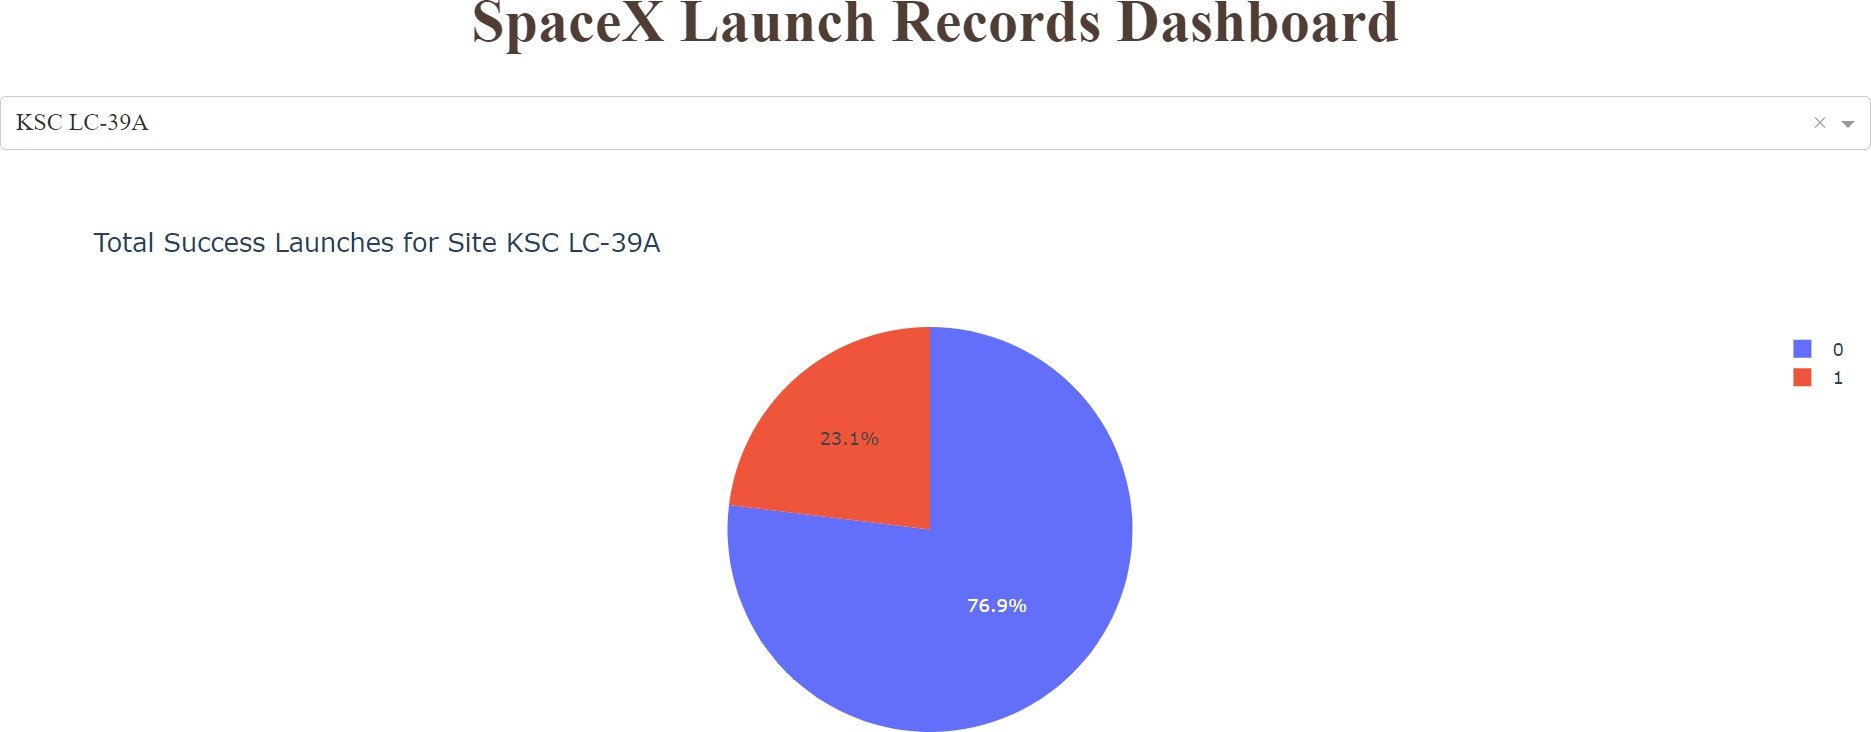 SpaceX Launch Records Dashboard
KSC LC-39A
Total Success Launches for Site KSC LC-39A
0
1
23.1%
76.9%